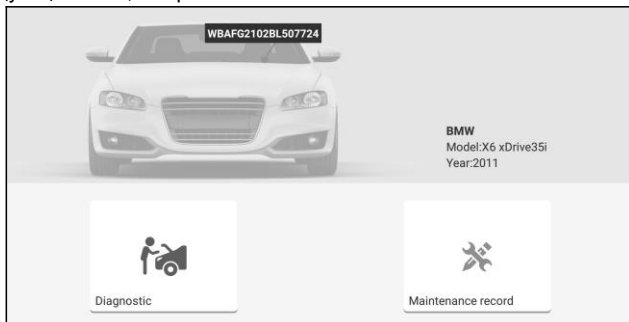 WBAFG2102BL507724
BMW
Model:X6 xDrive35i
Year:2011
Diagnostic
Maintenance record